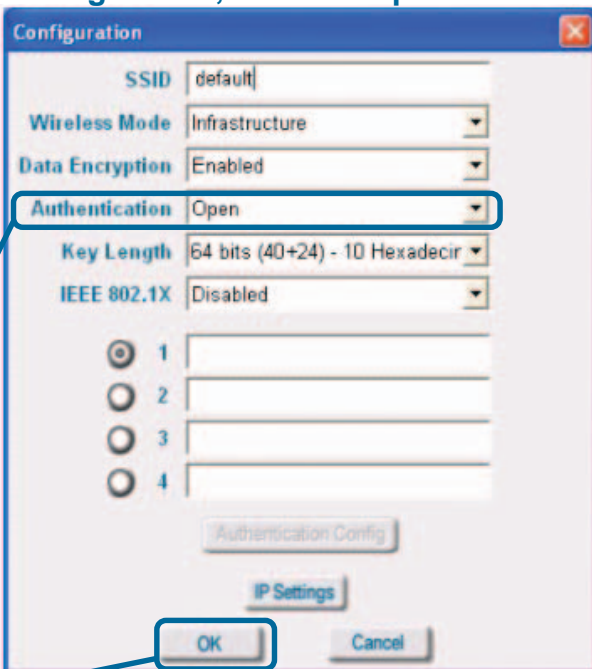 Configuration
SSID default
Wireless Mode Infrastructure
Data Encryption Enabled
Authentication Open
Key Length 64 bits (40+24) - 10 Hexadecir
IEEE 802.1X Disabled
1
2
3
4
Authentication Config
IP Settings
OK Cancel